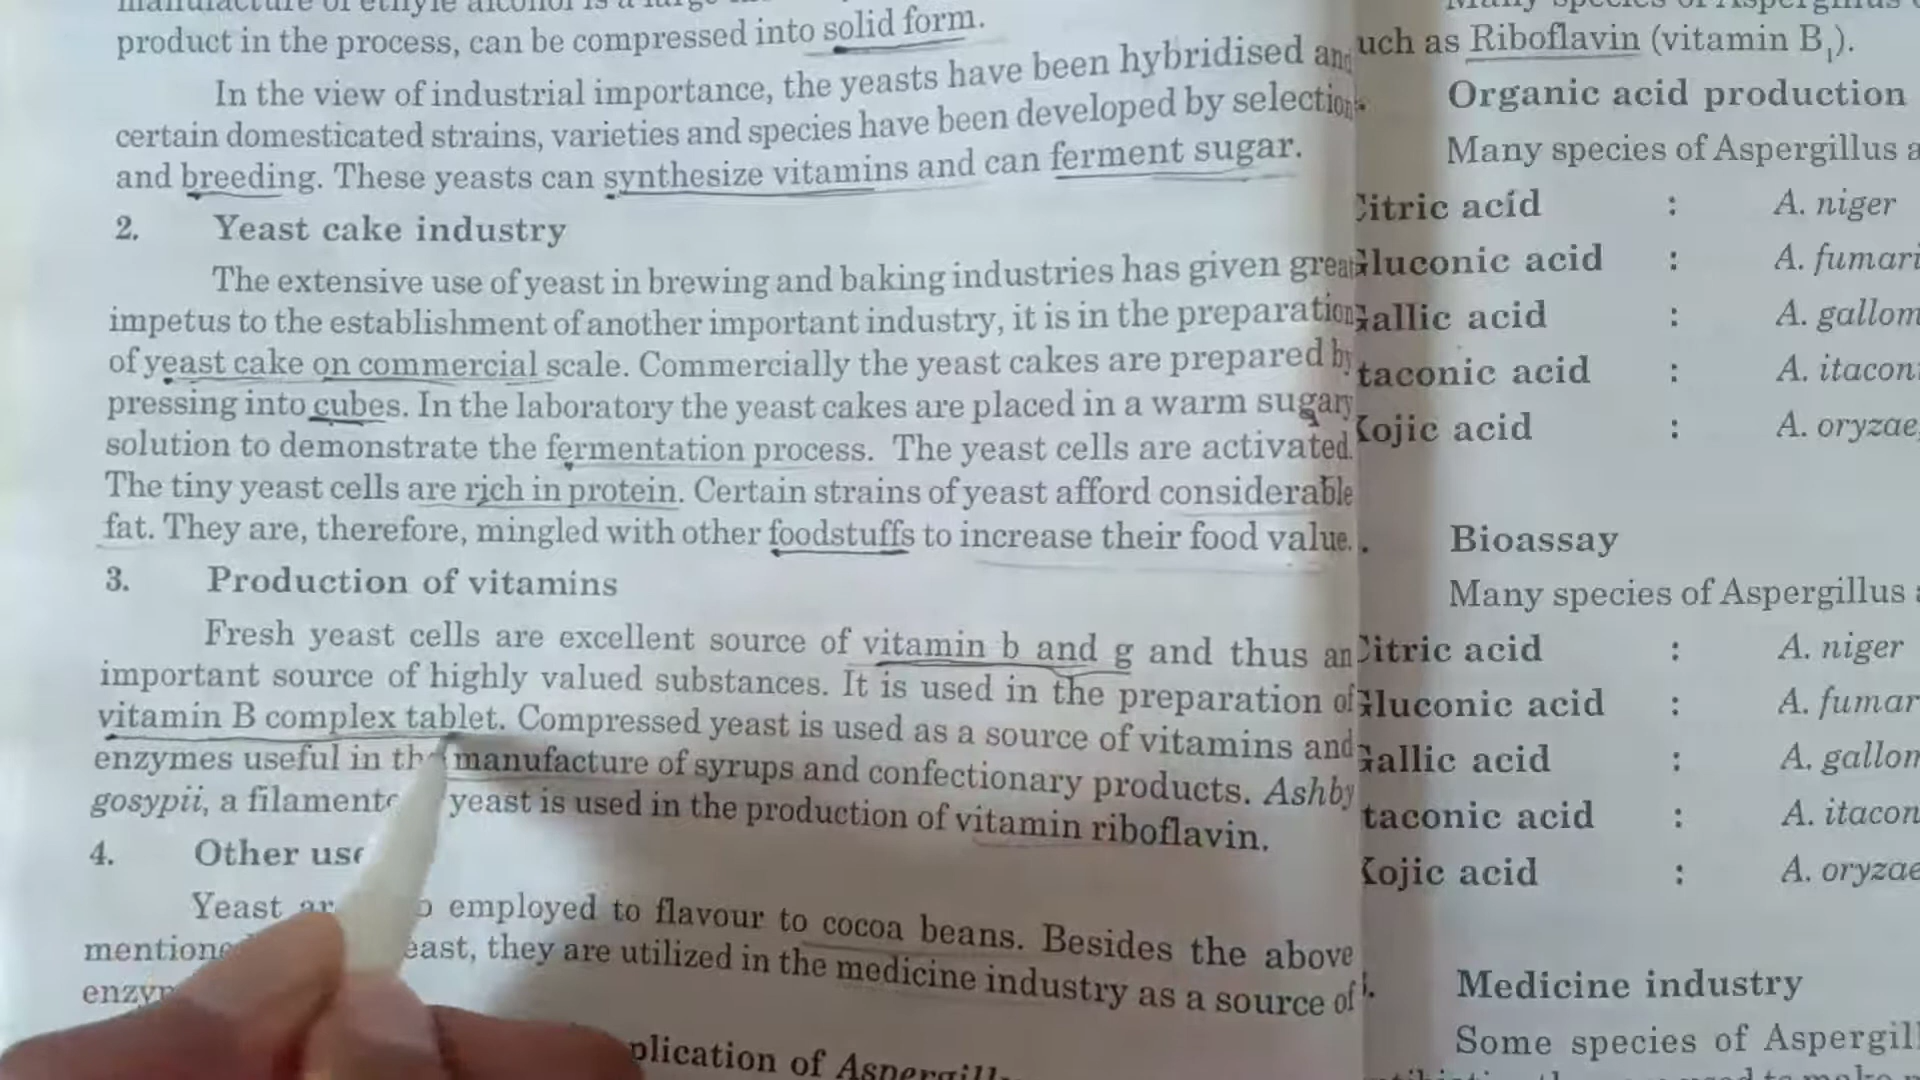 product in the process, can be compressed into solid form.
In the view of industrial importance, the yeasts have been hybridised and
certain domesticated strains, varieties and species have been developed by selection
and breeding. These yeasts can synthesize vitamins and can ferment sugar.
2. Yeast cake industry
The extensive use of yeast in brewing and baking industries has given great
impetus to the establishment of another important industry, it is in the preparation
of yeast cake on commercial scale. Commercially the yeast cakes are prepared by
pressing into cubes. In the laboratory the yeast cakes are placed in a warm sugary
solution to demonstrate the fermentation process. The yeast cells are activated.
The tiny yeast cells are rich in protein. Certain strains of yeast afford considerable
fat. They are, therefore, mingled with other foodstuffs to increase their food value.
3. Production of vitamins
Fresh yeast cells are excellent source of vitamin b and g and thus an
important source of highly valued substances. It is used in the preparation of
vitamin B complex tablet. Compressed yeast is used as a source of vitamins and
enzymes useful in the manufacture of syrups and confectionary products. Ashby
gosypii, a filamento yeast is used in the production of vitamin riboflavin.
4. Other use
Yeast employed to flavour to cocoa beans. Besides the above
mentione east, they are utilized in the medicine industry as a source of
plication of Aspergill
uch as Riboflavin (vitamin B1).
Organic acid production
Many species of Aspergillus a
Citric acid : A. niger
Gluconic acid : A. fumari
Gallic acid : A. gallom
taconic acid : A. itacon
Kojic acid : A. oryzae
Bioassay
Many species of Aspergillus a
Citric acid : A. niger
Gluconic acid : A. fumar
Gallic acid : A. gallon
taconic acid : A. itacon
Kojic acid : A. oryzae
Medicine industry
Some species of Aspergill